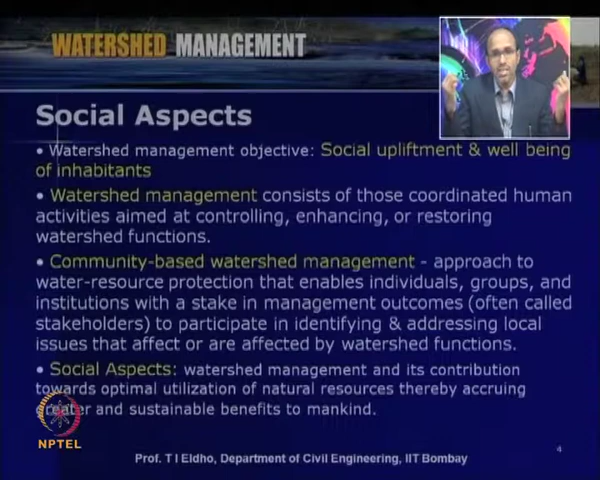 WATERSHED MANAGEMENT
Social Aspects
• Watershed management objective: Social upliftment & well being
of inhabitants
• Watershed management consists of those coordinated human
activities aimed at controlling, enhancing, or restoring
watershed functions.
• Community-based watershed management - approach to
water-resource protection that enables individuals, groups, and
institutions with a stake in management outcomes (often called
stakeholders) to participate in identifying & addressing local
issues that affect or are affected by watershed functions.
• Social Aspects: watershed management and its contribution
towards optimal utilization of natural resources thereby accruing
greater and sustainable benefits to mankind.
NPTEL
4
Prof. T I Eldho, Department of Civil Engineering, IIT Bombay